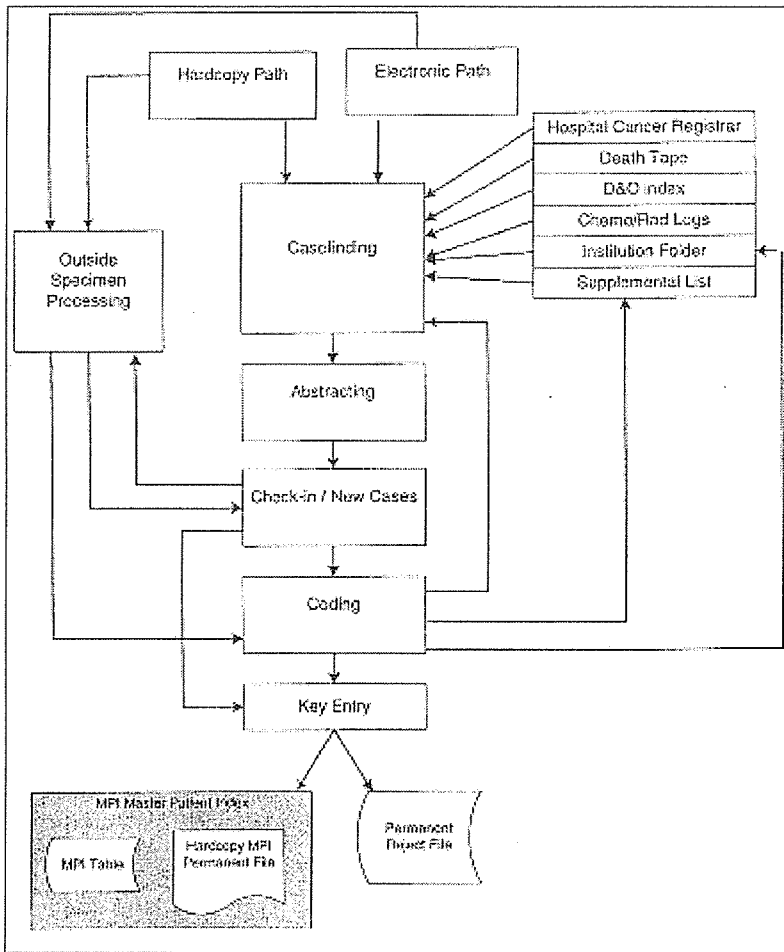 Hardcopy Path
Electronic Path
Hospital Cancer Registrar
Death Tape
D&O Index
Chemo/Rad Logs
Institution Folder
Supplemental List
Outside
Specimen
Processing
Casefinding
Abstracting
Check-in / New Cases
Coding
Key Entry
MPI Master Patient Index
MPI Table
Hardcopy MPI
Permanent File
Permanent
Reject File